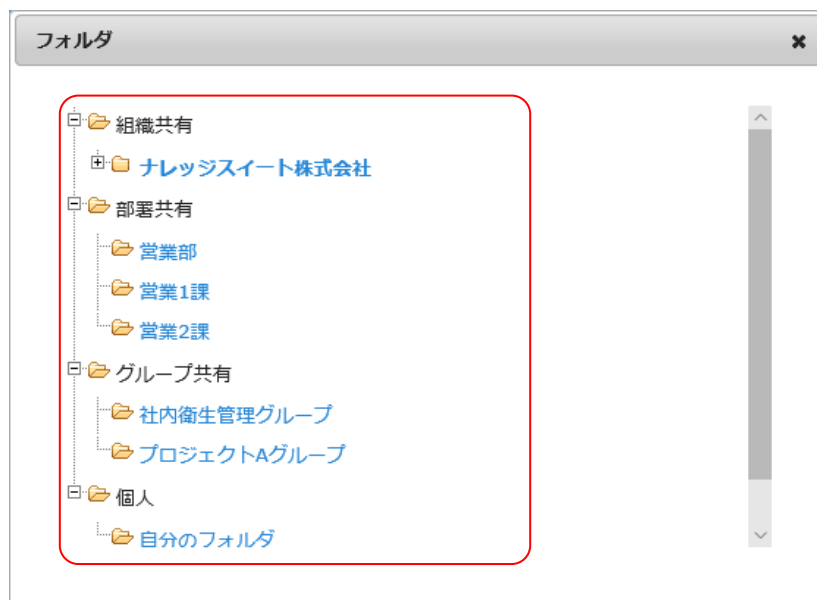 フォルダ
組織共有
ナレッジスイート株式会社
部署共有
営業部
営業1課
営業2課
グループ共有
社内衛生管理グループ
プロジェクトAグループ
個人
自分のフォルダ